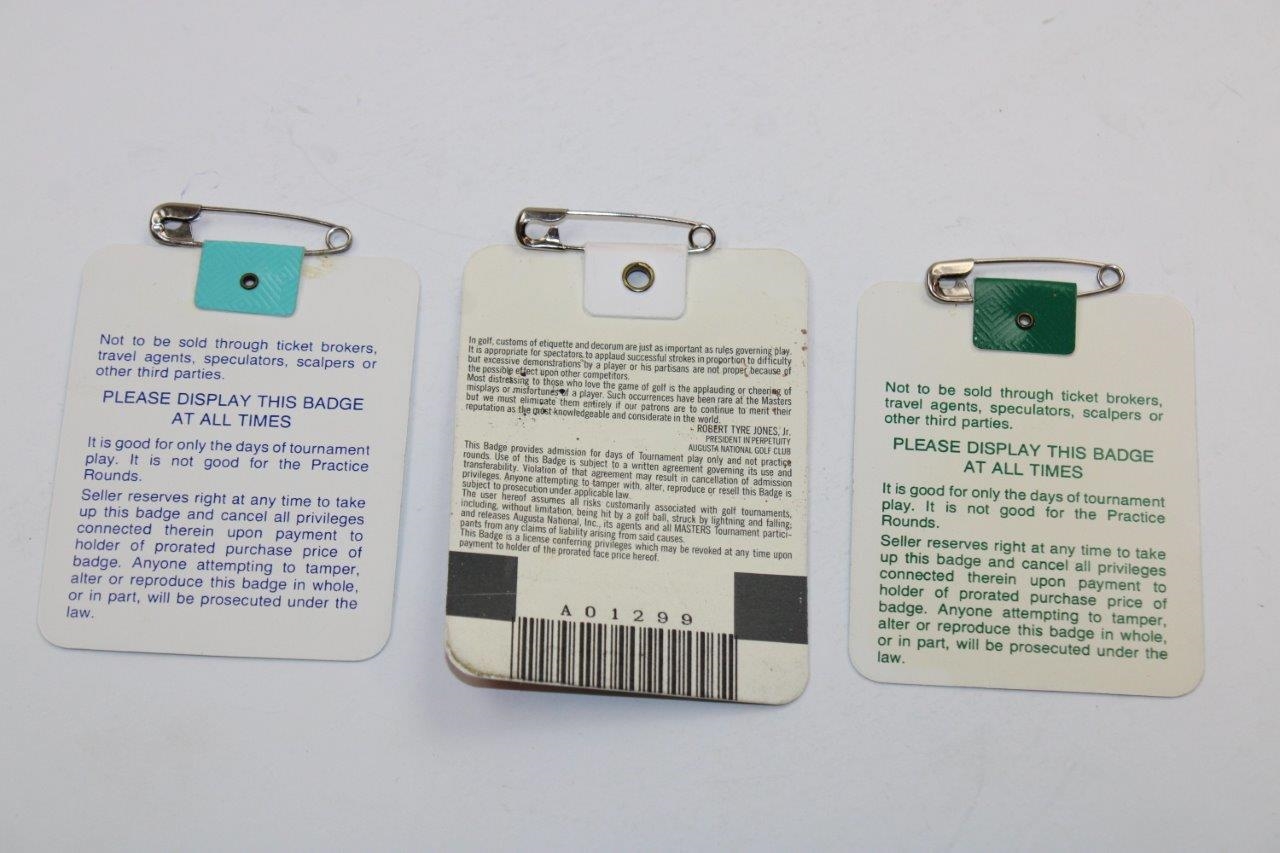 Not to be sold through ticket brokers,
travel agents, speculators, scalpers or
other third parties.
PLEASE DISPLAY THIS BADGE
AT ALL TIMES
It is good for only the days of tournament
play. It is not good for the Practice
Rounds.
Seller reserves right at any time to take
up this badge and cancel all privileges
connected therein upon payment to
holder of prorated purchase price of
badge. Anyone attempting to tamper,
alter or reproduce this badge in whole,
or in part, will be prosecuted under the
law.
In golf, customs of etiquette and decorum are just as important as rules governing play.
It is appropriate for spectators to applaud successful strokes in proportion to difficulty
but excessive demonstrations by a player or his partisans are not proper because of
the possible effect upon other competitors.
Most distressing to those who love the game of golf is the applauding or cheering of
misplays or misfortunes of a player. Such occurrences have been rare at the Masters
but we must eliminate them entirely if our patrons are to continue to merit their
reputation as the most knowledgeable and considerate in the world.
- ROBERT TYRE JONES, Jr.
PRESIDENT IN PERPETUITY
AUGUSTA NATIONAL GOLF CLUB
This Badge provides admission for days of Tournament play only and not practice
rounds. Use of this Badge is subject to a written agreement governing its use and
transferability. Violation of that agreement may result in cancellation of admission
privileges. Anyone attempting to tamper with, alter, reproduce or resell this Badge is
subject to prosecution under applicable law.
The user hereof assumes all risks customarily associated with golf tournaments,
including, without limitation, being hit by a golf ball, struck by lightning and falling,
and releases Augusta National, Inc., its agents and all MASTERS Tournament partici-
pants from any claims of liability arising from said causes.
This Badge is a license conferring privileges which may be revoked at any time upon
payment to holder of the prorated face price hereof.
A01299
Not to be sold through ticket brokers,
travel agents, speculators, scalpers or
other third parties.
PLEASE DISPLAY THIS BADGE
AT ALL TIMES
It is good for only the days of tournament
play. It is not good for the Practice
Rounds.
Seller reserves right at any time to take
up this badge and cancel all privileges
connected therein upon payment to
holder of prorated purchase price of
badge. Anyone attempting to tamper,
alter or reproduce this badge in whole,
or in part, will be prosecuted under the
law.